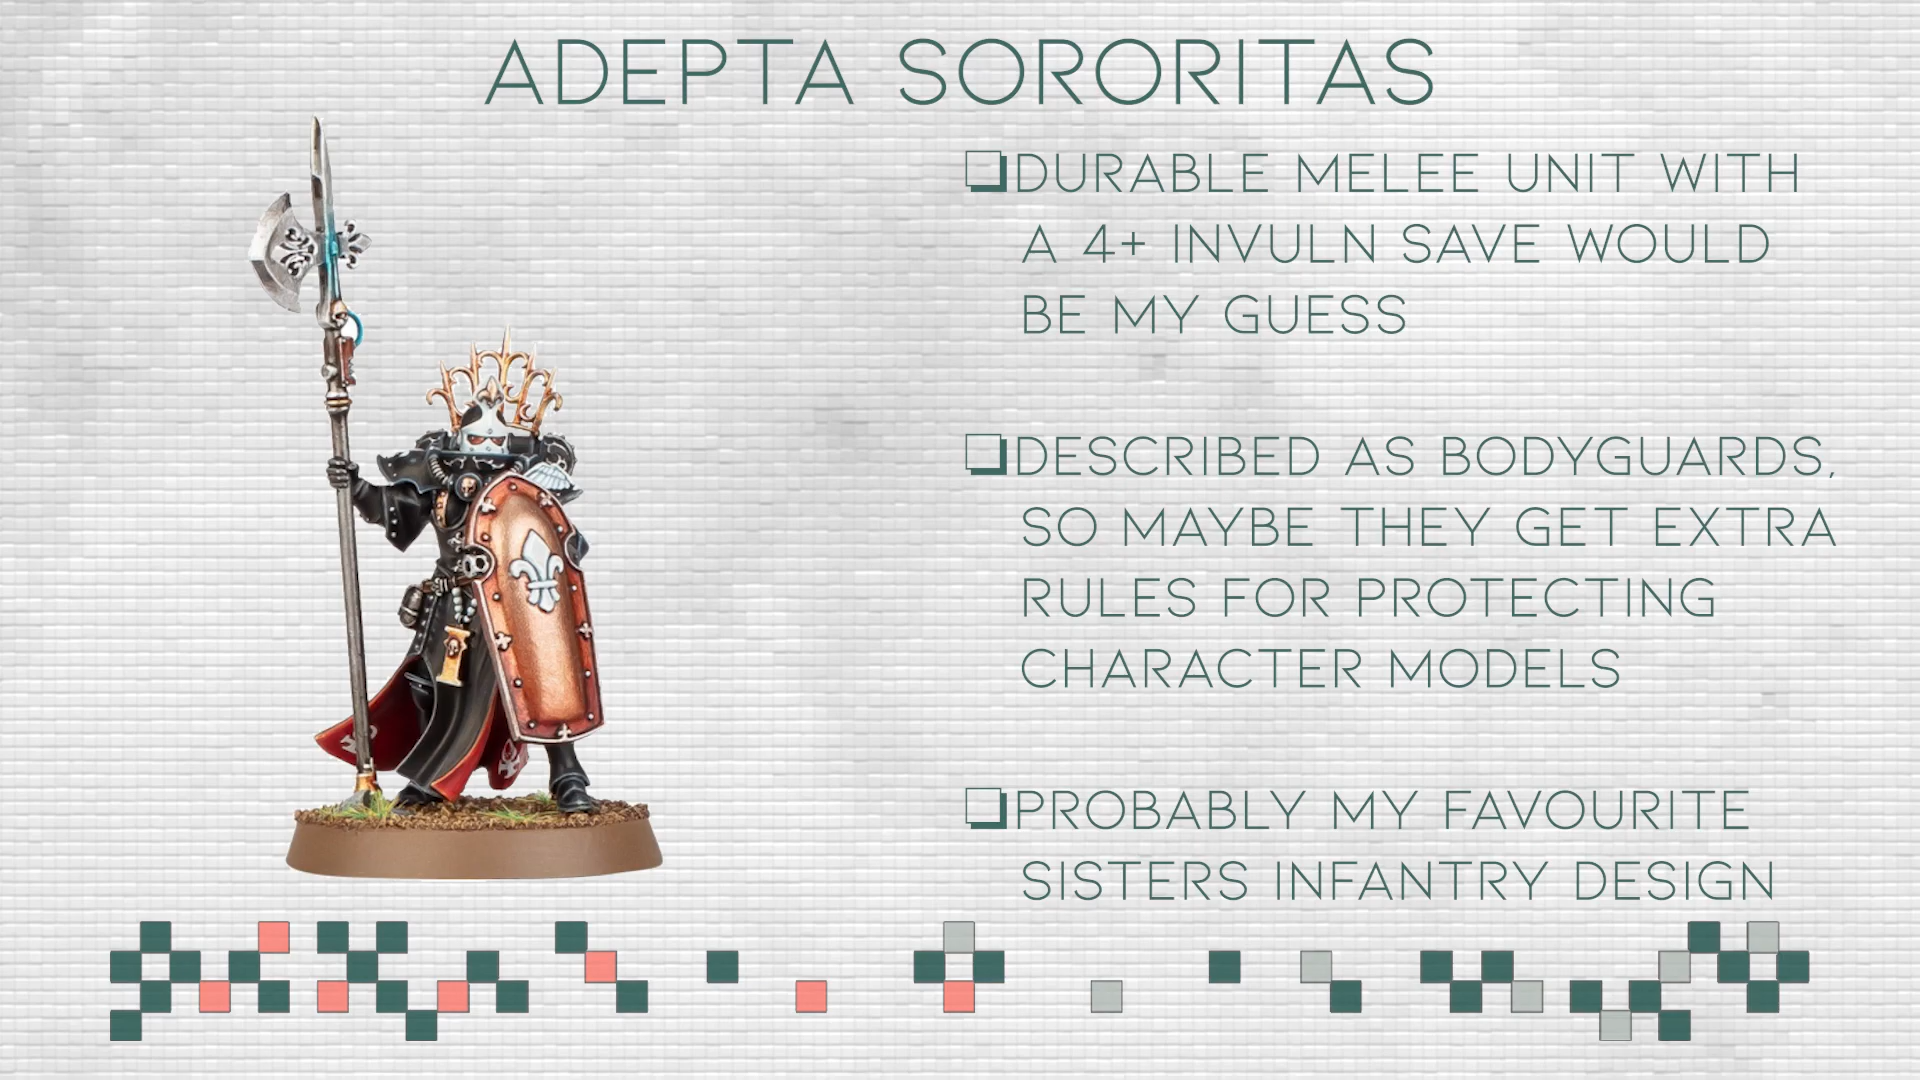 ADEPTA SORORITAS
❑DURABLE MELEE UNIT WITH
A 4+ INVULN SAVE WOULD
BE MY GUESS
❑DESCRIBED AS BODYGUARDS,
SO MAYBE THEY GET EXTRA
RULES FOR PROTECTING
CHARACTER MODELS
❑PROBABLY MY FAVOURITE
SISTERS INFANTRY DESIGN